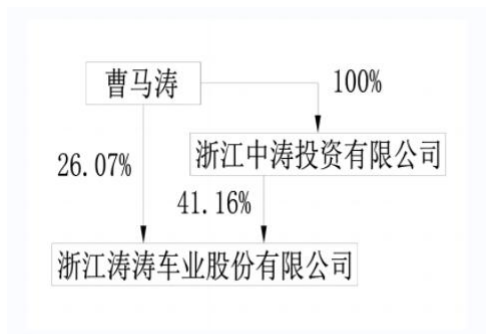 曹马涛
100%
浙江中涛投资有限公司
26.07%
41.16%
浙江涛涛车业股份有限公司